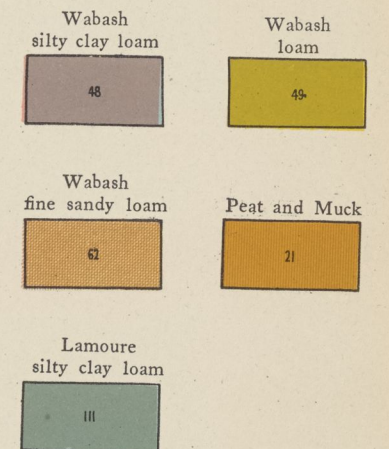 Wabash
silty clay loam
48
Wabash
loam
49
Wabash
fine sandy loam
62
Peat and Muck
21
Lamoure
silty clay loam
111